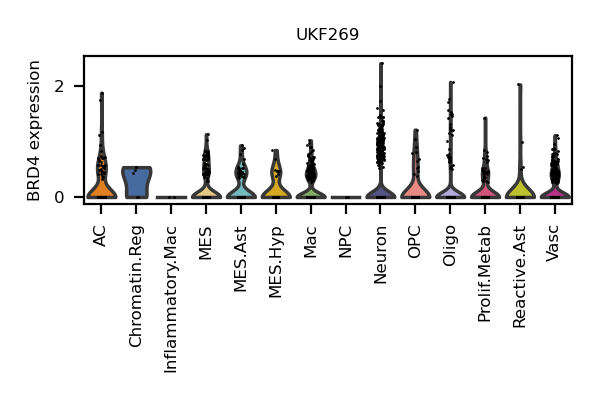 UKF269
BRD4 expression
2
0
AC
Chromatin.Reg
Inflammatory.Mac
MES
MES.Ast
MES.Hyp
Mac
NPC
Neuron
OPC
Oligo
Prolif.Metab
Reactive.Ast
Vasc